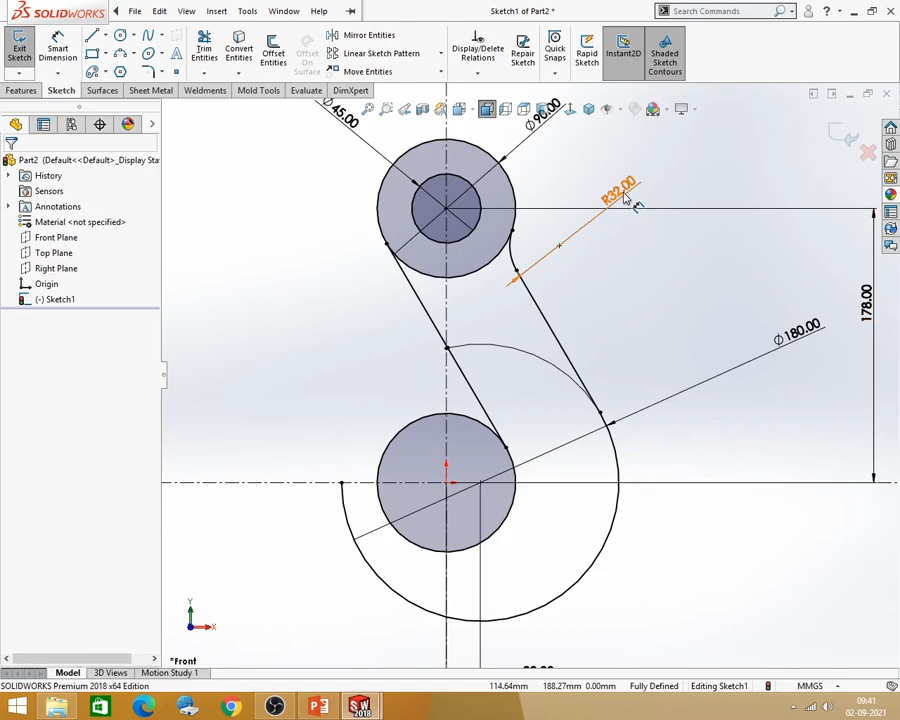 SOLIDWORKS
File
Edit
View
Insert
Tools
Window
Help
Sketch1 of Part2 *
Search Commands
Exit Sketch
Smart Dimension
Trim Entities
Convert Entities
Offset Entities
Offset On Surface
Mirror Entities
Linear Sketch Pattern
Move Entities
Display/Delete Relations
Repair Sketch
Quick Snaps
Rapid Sketch
Instant2D
Shaded Sketch Contours
Features
Sketch
Surfaces
Sheet Metal
Weldments
Mold Tools
Evaluate
DimXpert
Part2 (Default<<Default>_Display Sta
History
Sensors
Annotations
Material <not specified>
Front Plane
Top Plane
Right Plane
Origin
(-) Sketch1
45.00
∅90.00
R32.00
178.00
∅180.00
Y
X
*Front
Model
3D Views
Motion Study 1
SOLIDWORKS Premium 2018 x64 Edition
114.64mm
188.27mm 0.00mm
Fully Defined
Editing Sketch1
MMGS
SW
2018
09:41
02-09-2021